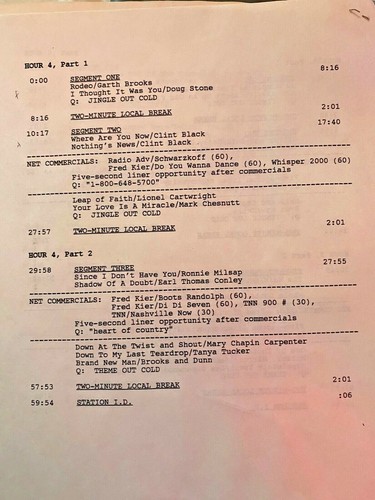 HOUR 4, Part 1
8:16
0:00 SEGMENT ONE
Rodeo/Garth Brooks
I Thought It Was You/Doug Stone
Q: JINGLE OUT COLD
8:16 TWO-MINUTE LOCAL BREAK 2:01
10:17 SEGMENT TWO 17:40
Where Are You Now/Clint Black
Nothing's News/Clint Black
NET COMMERCIALS: Radio Adv/Schwarzkoff (60),
Fred Kier/Do You Wanna Dance (60), Whisper 2000 (60)
Five-second liner opportunity after commercials
Q: "1-800-648-5700"
Leap of Faith/Lionel Cartwright
Your Love Is A Miracle/Mark Chesnutt
Q: JINGLE OUT COLD
27:57 TWO-MINUTE LOCAL BREAK 2:01
HOUR 4, Part 2
29:58 SEGMENT THREE 27:55
Since I Don't Have You/Ronnie Milsap
Shadow Of A Doubt/Earl Thomas Conley
NET COMMERCIALS: Fred Kier/Boots Randolph (60),
Fred Kier/Di Di Seven (60), TNN 900 # (30),
TNN/Nashville Now (30)
Five-second liner opportunity after commercials
Q: "heart of country"
Down At The Twist and Shout/Mary Chapin Carpenter
Down To My Last Teardrop/Tanya Tucker
Brand New Man/Brooks and Dunn
Q: THEME OUT COLD
57:53 TWO-MINUTE LOCAL BREAK 2:01
59:54 STATION I.D. :06